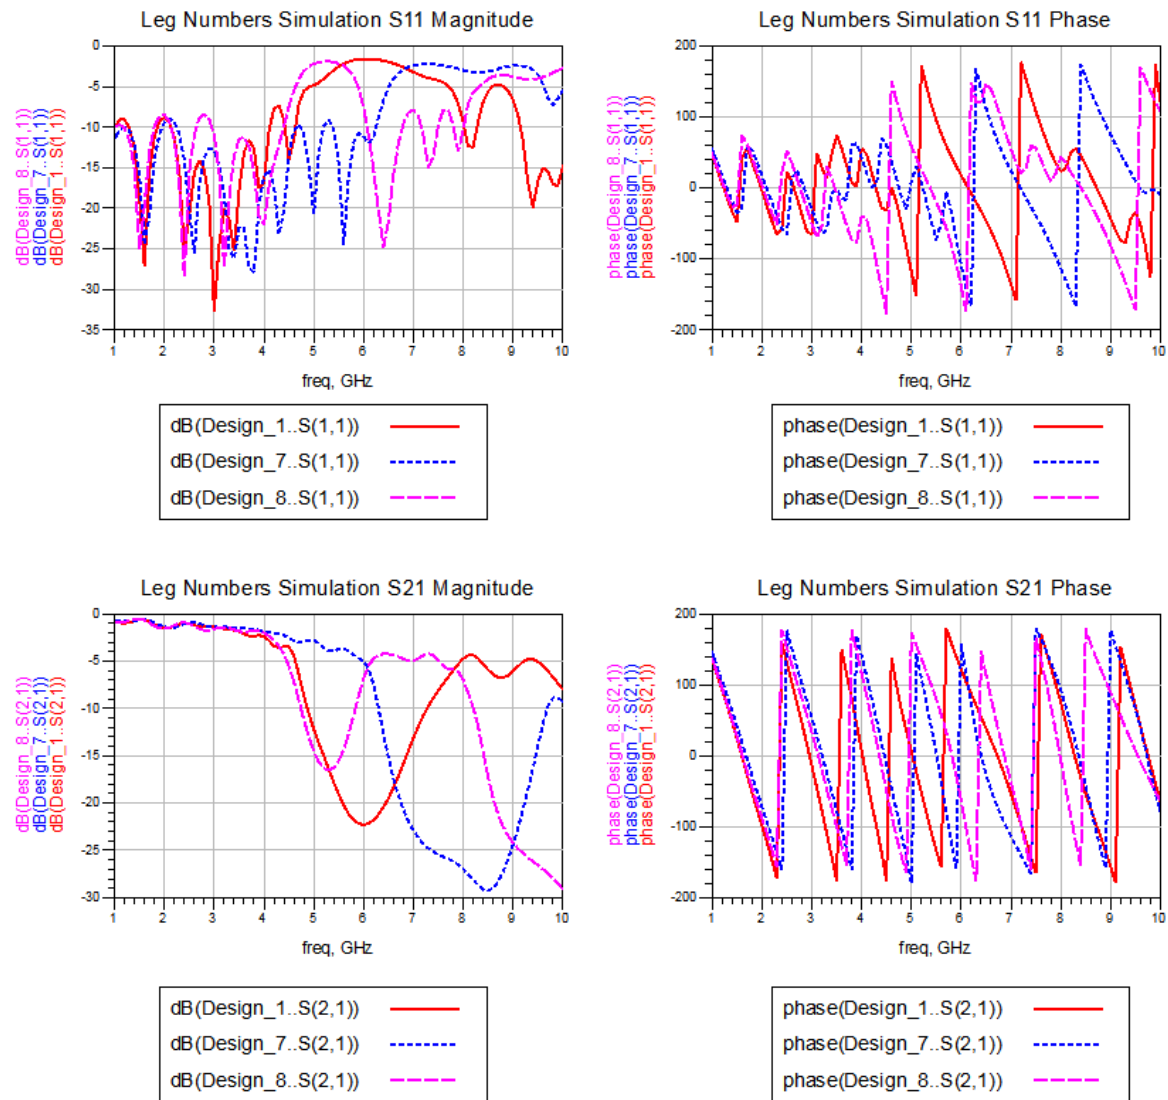 Leg Numbers Simulation S11 Magnitude
dB(Design_8..S(1,1))
dB(Design_7..S(1,1))
dB(Design_1..S(1,1))
0
-5
-10
-15
-20
-25
-30
-35
1 2 3 4 5 6 7 8 9 10
freq, GHz
dB(Design_1..S(1,1))
dB(Design_7..S(1,1))
dB(Design_8..S(1,1))
Leg Numbers Simulation S11 Phase
phase(Design_8..S(1,1))
phase(Design_7..S(1,1))
phase(Design_1..S(1,1))
200
100
0
-100
-200
1 2 3 4 5 6 7 8 9 10
freq, GHz
phase(Design_1..S(1,1))
phase(Design_7..S(1,1))
phase(Design_8..S(1,1))
Leg Numbers Simulation S21 Magnitude
dB(Design_8..S(2,1))
dB(Design_7..S(2,1))
dB(Design_1..S(2,1))
0
-5
-10
-15
-20
-25
-30
1 2 3 4 5 6 7 8 9 10
freq, GHz
dB(Design_1..S(2,1))
dB(Design_7..S(2,1))
dB(Design_8..S(2,1))
Leg Numbers Simulation S21 Phase
phase(Design_8..S(2,1))
phase(Design_7..S(2,1))
phase(Design_1..S(2,1))
200
100
0
-100
-200
1 2 3 4 5 6 7 8 9 10
freq, GHz
phase(Design_1..S(2,1))
phase(Design_7..S(2,1))
phase(Design_8..S(2,1))